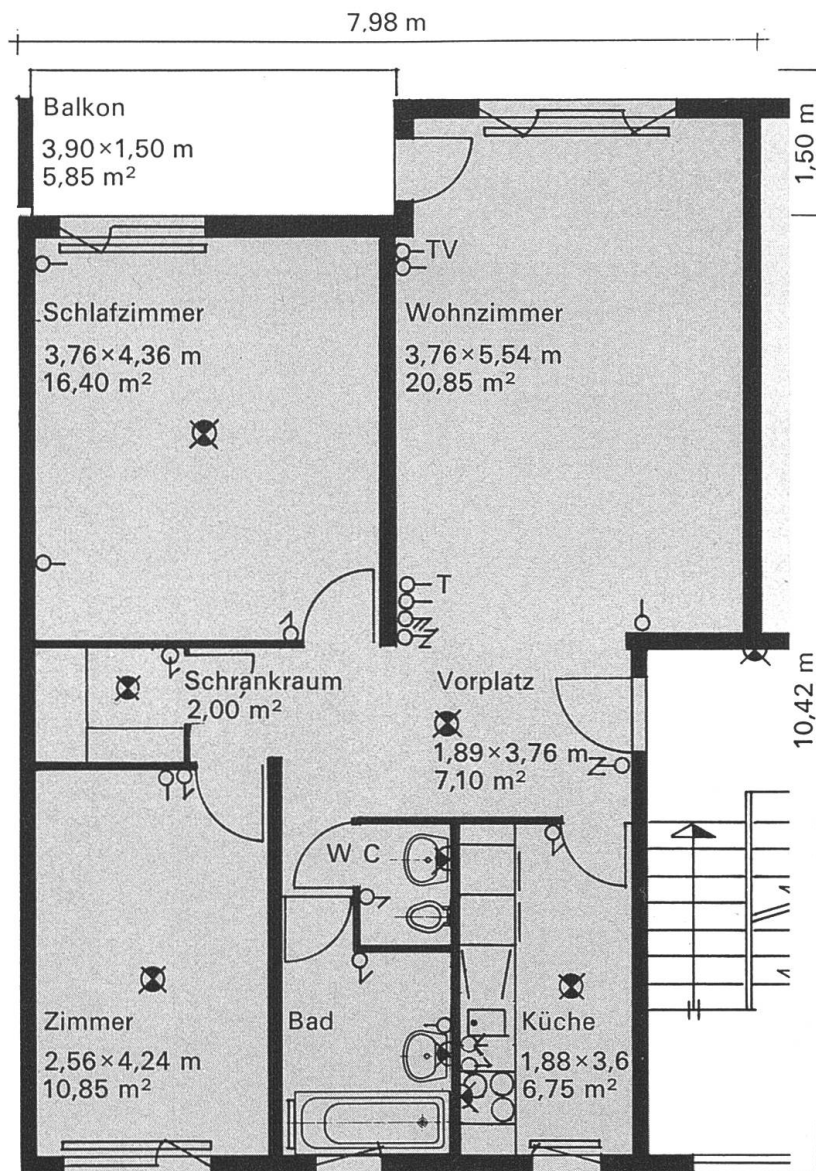 7,98 m
Balkon
3,90×1,50 m
5,85 m²
1,50 m
TV
Schlafzimmer
3,76×4,36 m
16,40 m²
Wohnzimmer
3,76×5,54 m
20,85 m²
T
Schrankraum
2,00 m²
Vorplatz
1,89×3,76 m
7,10 m²
10,42 m
W C
Zimmer
2,56×4,24 m
10,85 m²
Bad
Küche
1,88×3,6
6,75 m²